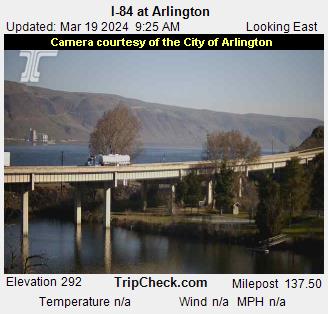 I-84 at Arlington
Updated: Mar 19 2024 9:25 AM Looking East
Camera courtesy of the City of Arlington
Elevation 292 TripCheck.com Milepost 137.50
Temperature n/a Wind n/a MPH n/a